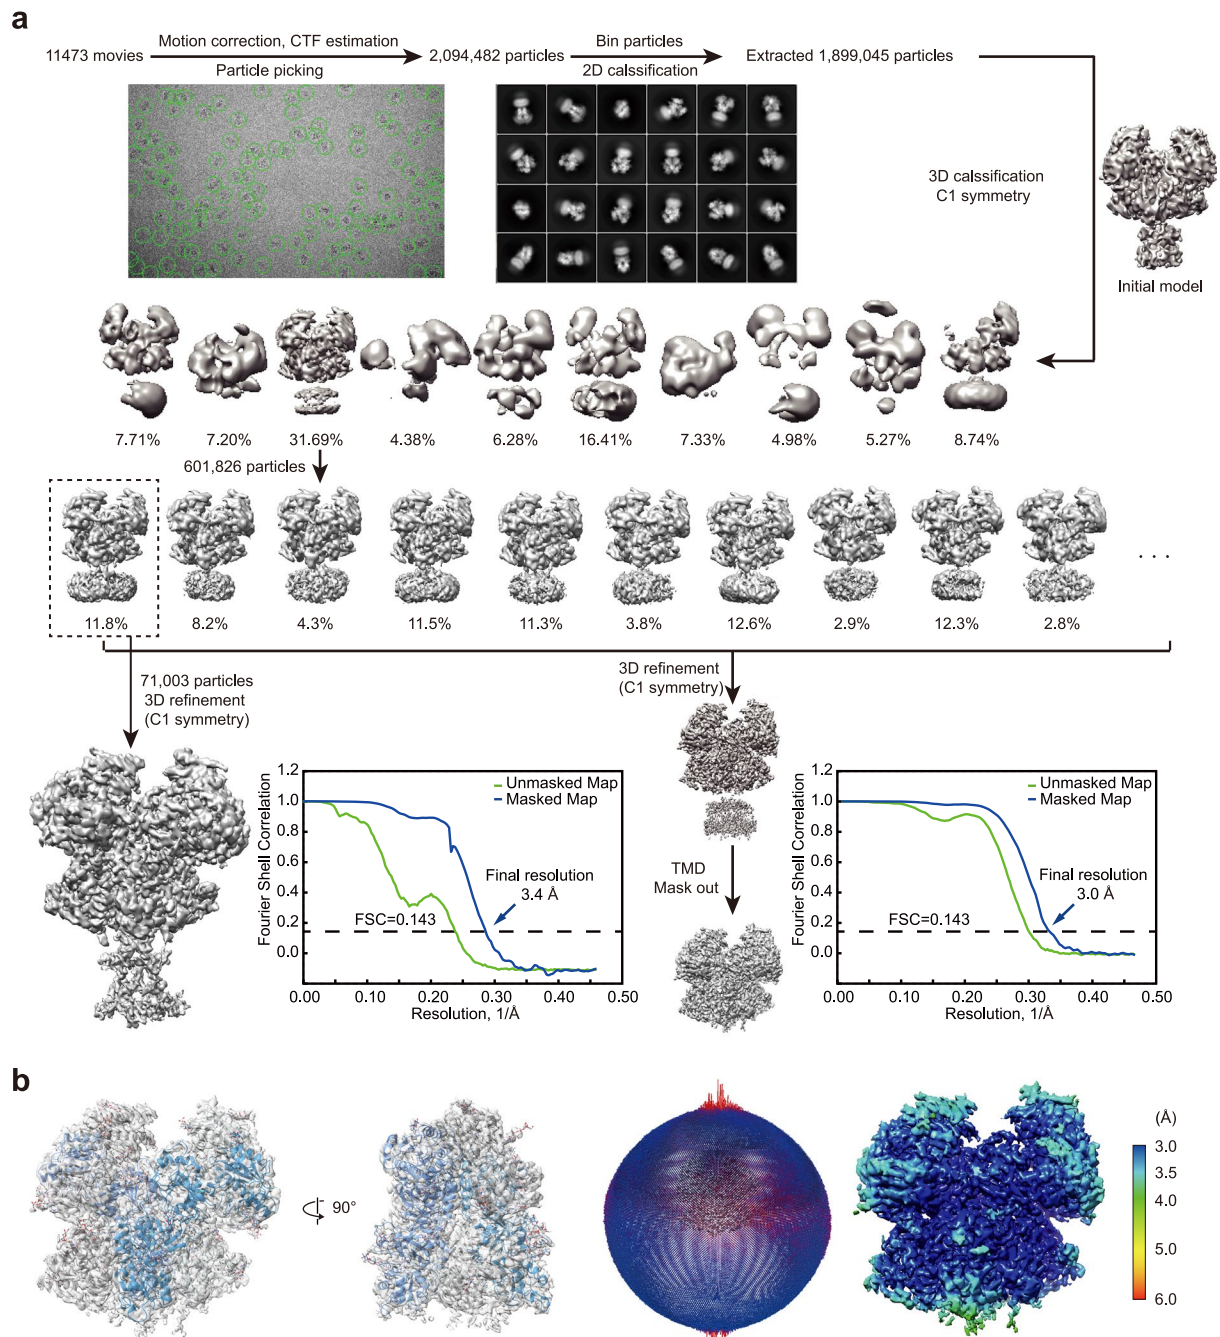 a
11473 movies
Motion correction, CTF estimation
Particle picking
2,094,482 particles
Bin particles
2D calssification
Extracted 1,899,045 particles
3D calssification
C1 symmetry
Initial model
7.71% 7.20% 31.69% 4.38% 6.28% 16.41% 7.33% 4.98% 5.27% 8.74%
601,826 particles
. . .
11.8% 8.2% 4.3% 11.5% 11.3% 3.8% 12.6% 2.9% 12.3% 2.8%
71,003 particles
3D refinement
(C1 symmetry)
3D refinement
(C1 symmetry)
TMD
Mask out
Fourier Shell Correlation
1.2
1.0
0.8
0.6
0.4
0.2
0.0
Unmasked Map
Masked Map
Final resolution
3.4 Å
FSC=0.143
0.00 0.10 0.20 0.30 0.40 0.50
Resolution, 1/Å
Fourier Shell Correlation
1.2
1.0
0.8
0.6
0.4
0.2
0.0
Unmasked Map
Masked Map
Final resolution
3.0 Å
FSC=0.143
0.00 0.10 0.20 0.30 0.40 0.50
Resolution, 1/Å
b
90°
(Å)
3.0
3.5
4.0
5.0
6.0